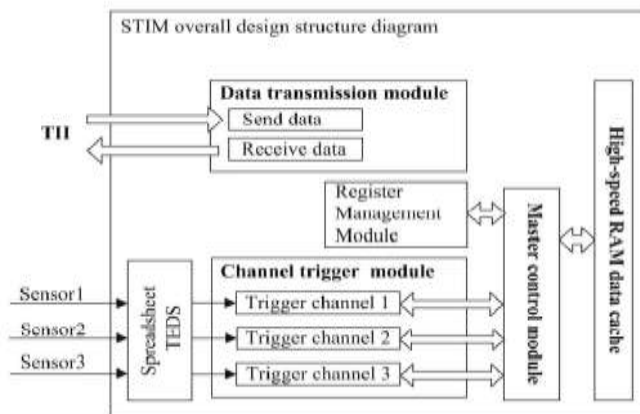 STIM overall design structure diagram
Data transmission module
TII
Send data
Receive data
Register
Management
Module
Channel trigger module
Sensor1
Trigger channel 1
Sensor2
Trigger channel 2
Sensor3
Trigger channel 3
Spreadsheet
TEDS
Master control module
High-speed RAM data cache